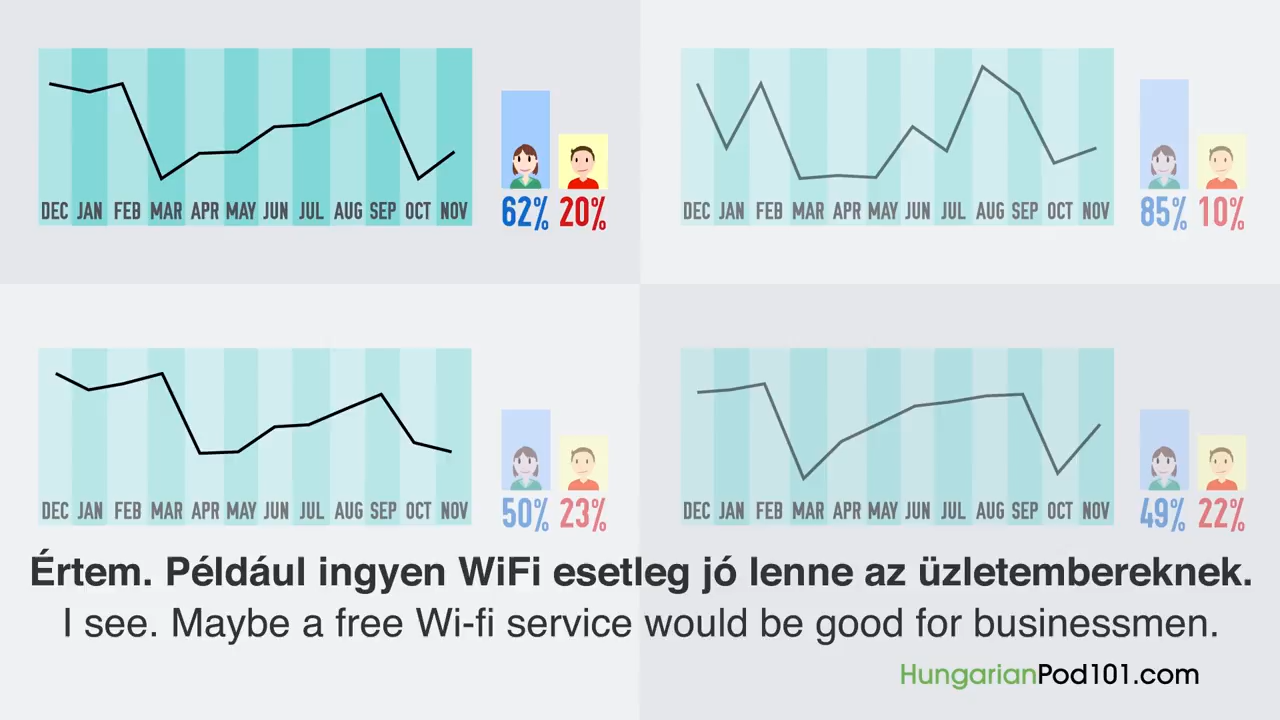 DEC JAN FEB MAR APR MAY JUN JUL AUG SEP OCT NOV
62% 20%
DEC JAN FEB MAR APR MAY JUN JUL AUG SEP OCT NOV
85% 10%
DEC JAN FEB MAR APR MAY JUN JUL AUG SEP OCT NOV
50% 23%
DEC JAN FEB MAR APR MAY JUN JUL AUG SEP OCT NOV
49% 22%
Értem. Például ingyen WiFi esetleg jó lenne az üzletembereknek.
I see. Maybe a free Wi-fi service would be good for businessmen.
HungarianPod101.com